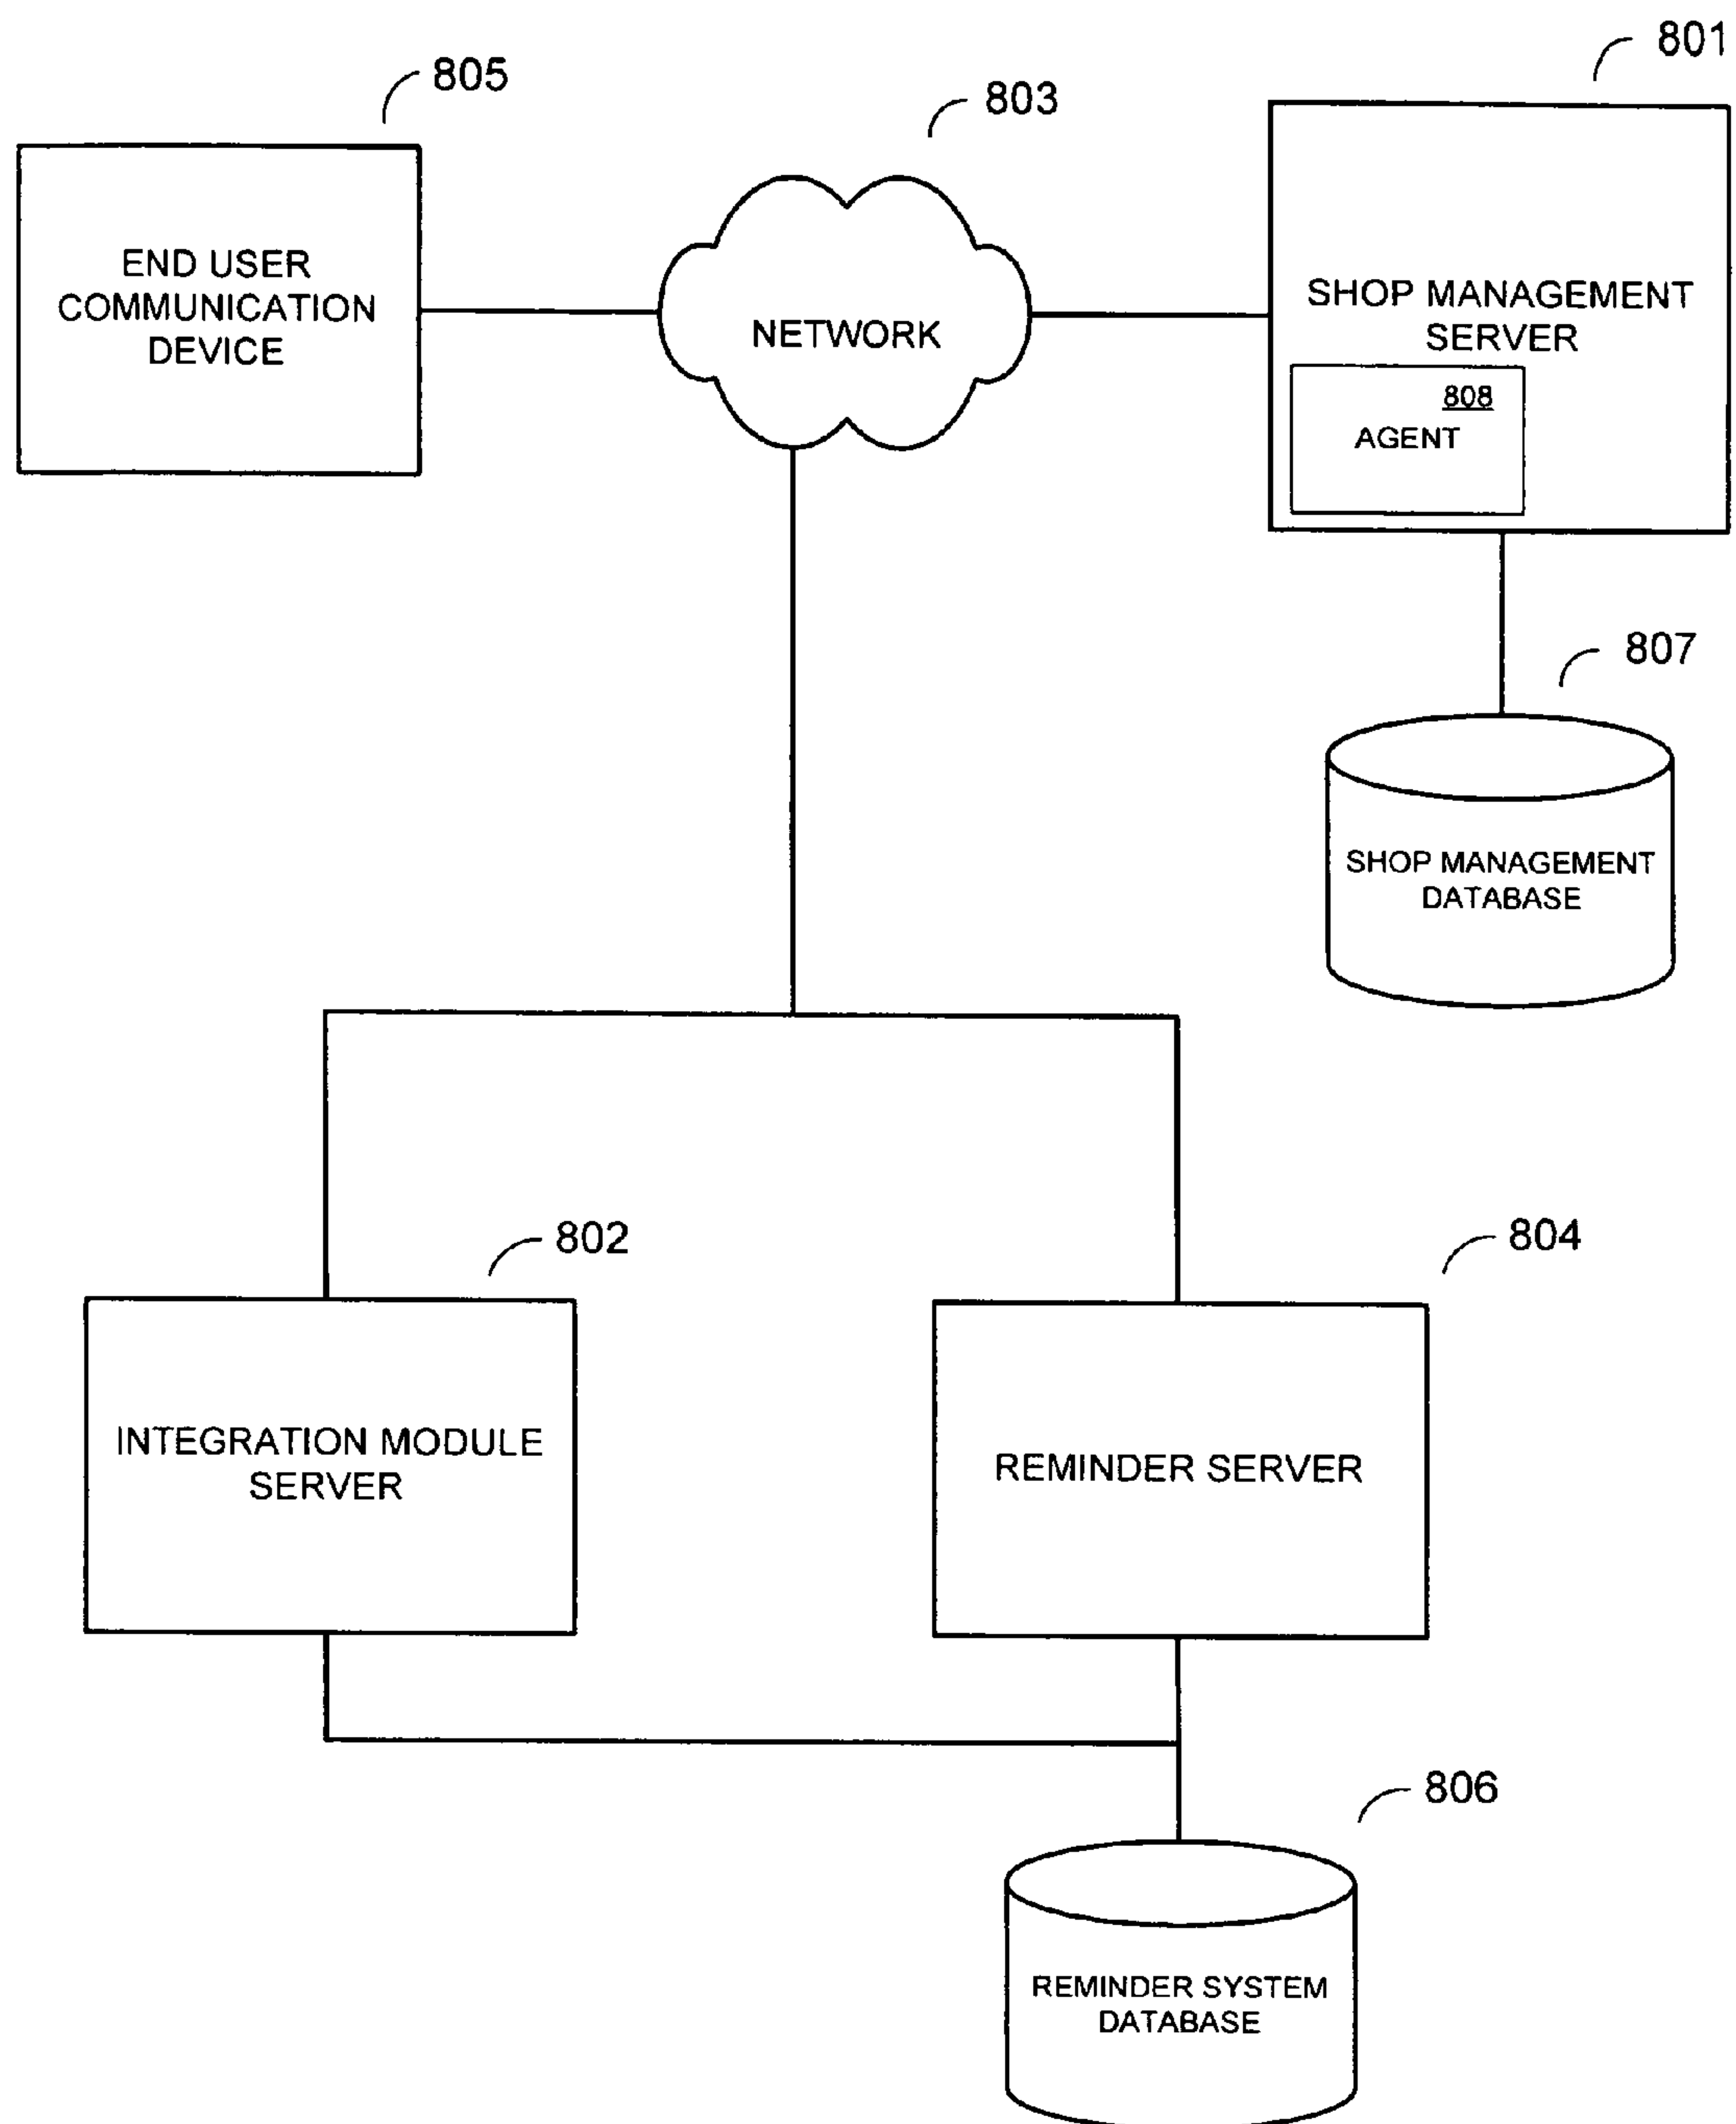 801
805
803
END USER
COMMUNICATION
DEVICE
NETWORK
SHOP MANAGEMENT
SERVER
808
AGENT
807
SHOP MANAGEMENT
DATABASE
802
804
INTEGRATION MODULE
SERVER
REMINDER SERVER
806
REMINDER SYSTEM
DATABASE